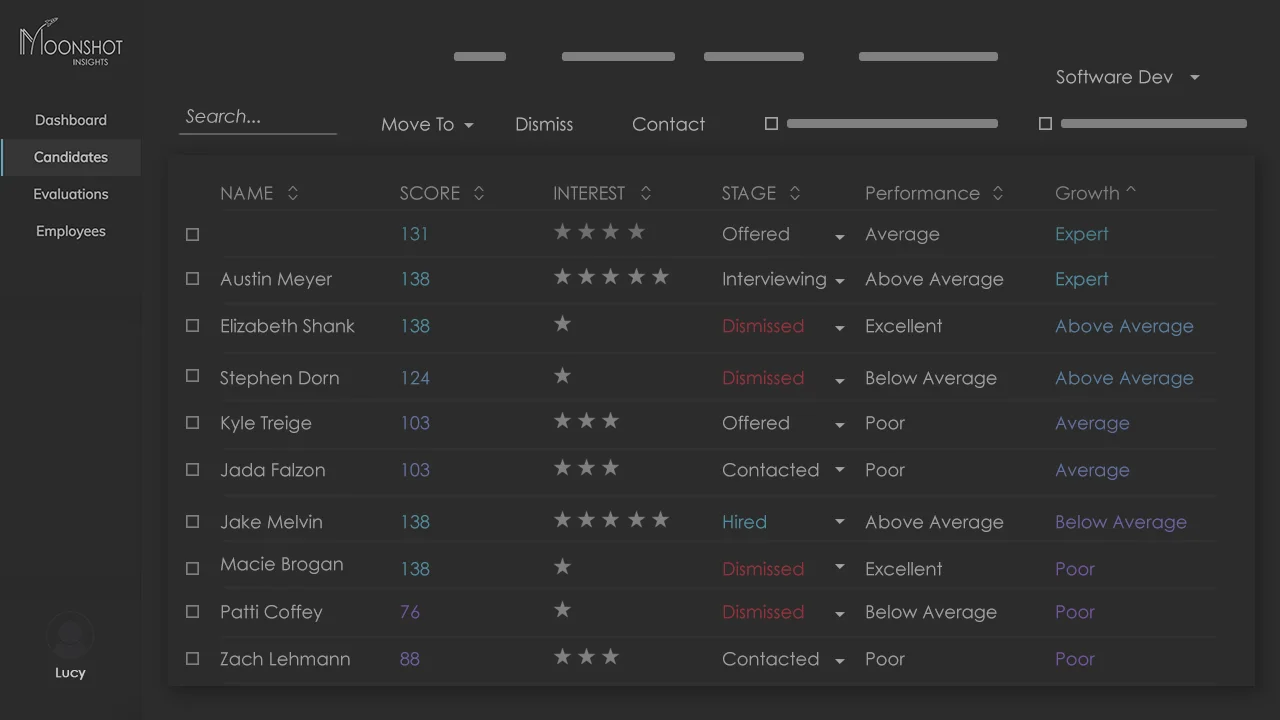 MOONSHOT
INSIGHTS
Dashboard
Candidates
Evaluations
Employees
Lucy
Software Dev
Search...
Move To
Dismiss
Contact
NAME SCORE INTEREST STAGE Performance Growth
131 Offered Average Expert
Austin Meyer 138 Interviewing Above Average Expert
Elizabeth Shank 138 Dismissed Excellent Above Average
Stephen Dorn 124 Dismissed Below Average Above Average
Kyle Treige 103 Offered Poor Average
Jada Falzon 103 Contacted Poor Average
Jake Melvin 138 Hired Above Average Below Average
Macie Brogan 138 Dismissed Excellent Poor
Patti Coffey 76 Dismissed Below Average Poor
Zach Lehmann 88 Contacted Poor Poor